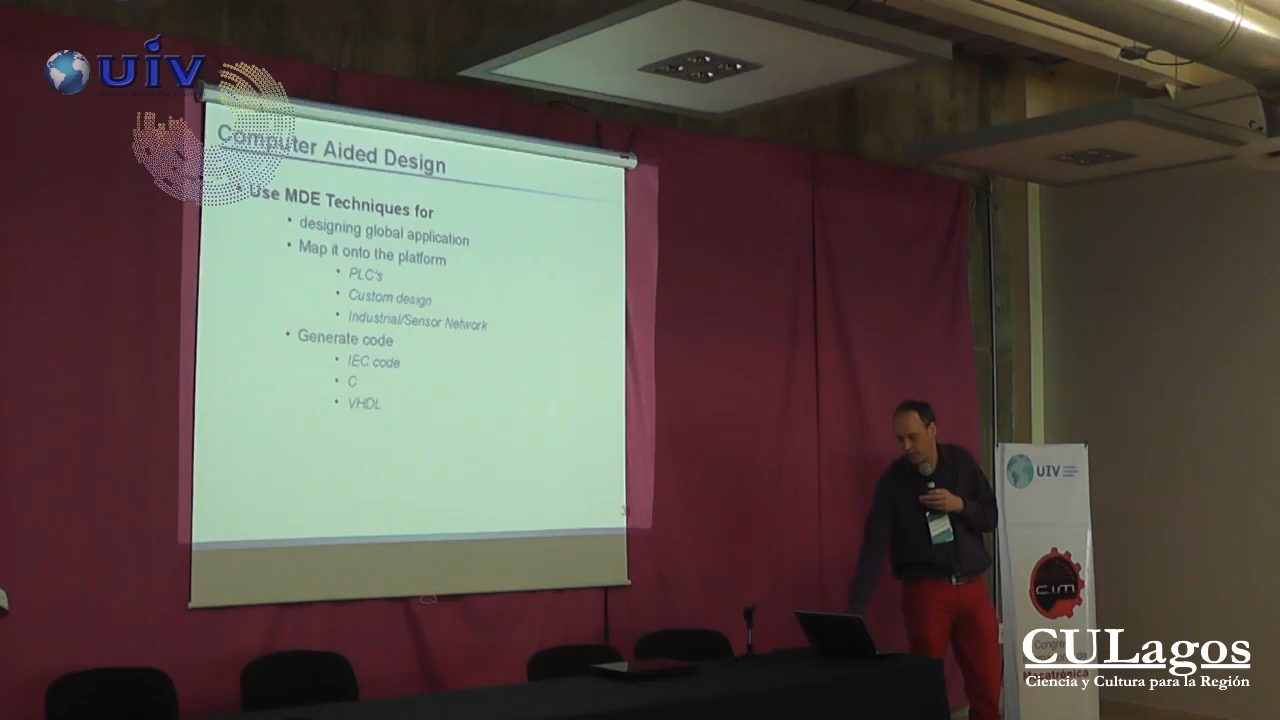 UIV
Computer Aided Design
• Use MDE Techniques for
• designing global application
• Map it onto the platform
• PLC's
• Custom design
• Industrial/Sensor Network
• Generate code
• IEC code
• C
• VHDL
UIV
C.I.M
CULagos
Mecatrónica
Ciencia y Cultura para la Región